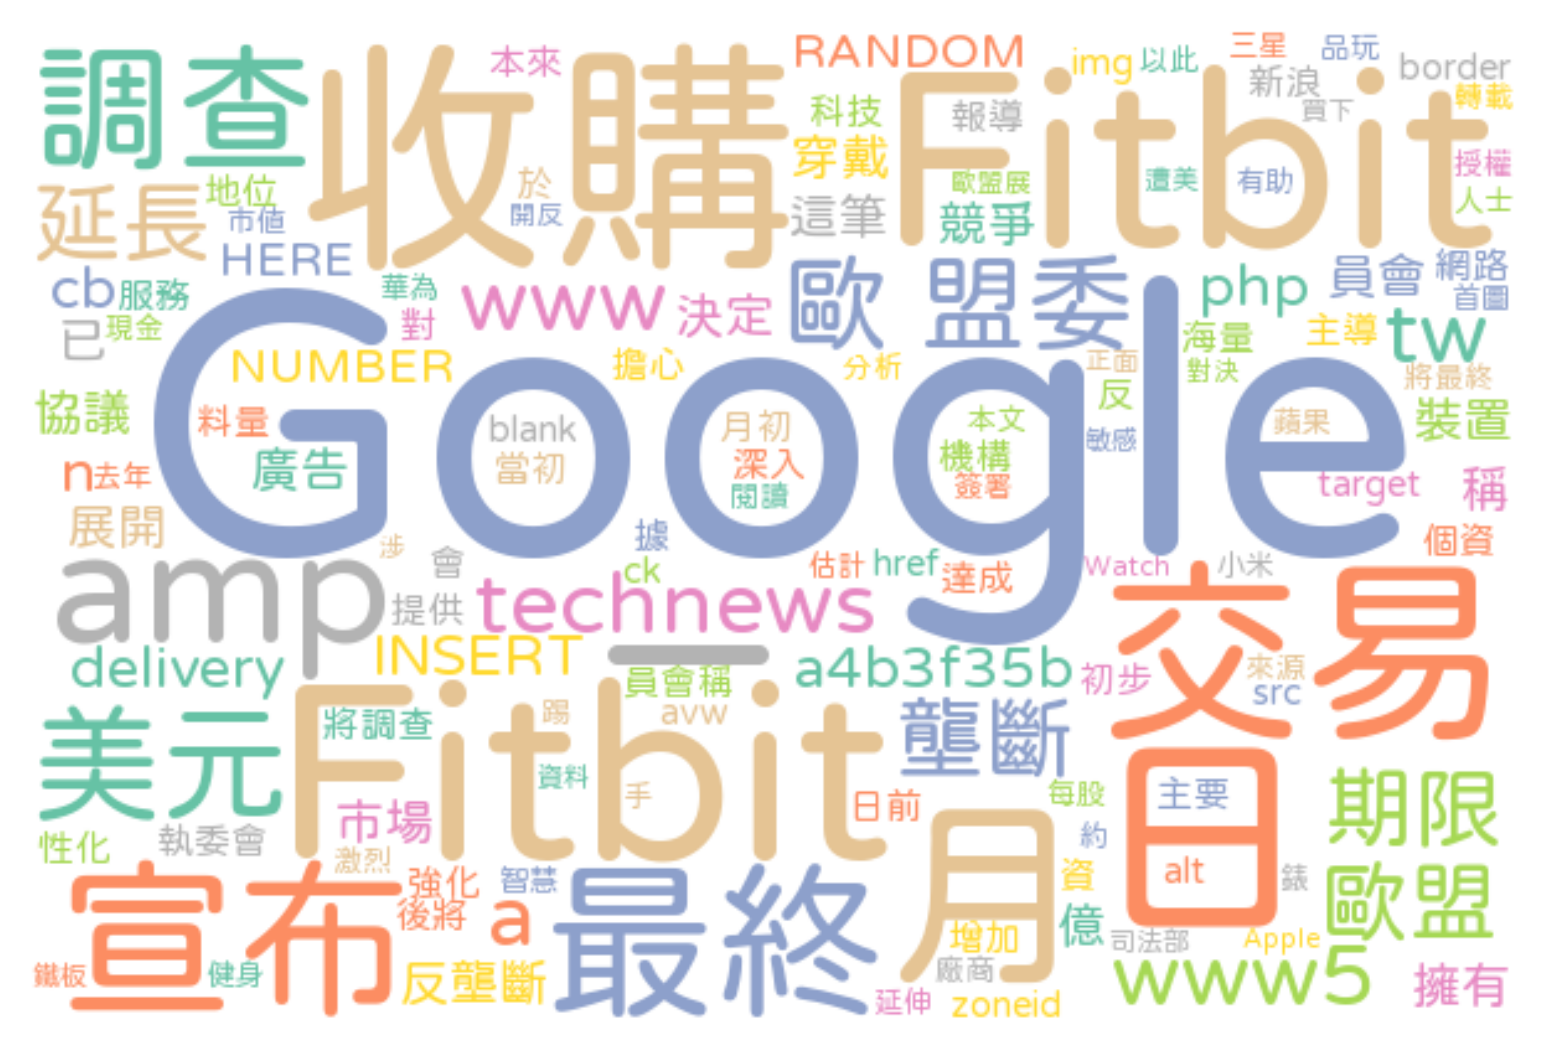 調查
收購
Fitbit
本來
RANDOM
img
以此
三星
品玩
border
新浪
轉載
買下
科技
報導
穿戴
授權
延長
地位
於
歐盟展
遭美
有助
人士
市值
開反
這筆
競爭
HERE
歐 盟委
員會
網路
cb
服務
華為
www
決定
php
首圖
已
現金
對
海量
主導
tw
Google
NUMBER
擔心
分析
正面
對決
將最終
協議
料量
blank
月初
本文
反
敏感
蘋果
裝置
n
去年
廣告
當初
深入
機構
閱讀
簽署
target
稱
展開
涉
據
會
個資
amp
ck
估計
href
達成
Watch
小米
提供
technews
交易
delivery
INSERT
_
員會稱
a4b3f35b
初步
來源
src
美元
將調查
Fitbit
踢
avw
壟斷
資料
手
日
主要
期限
市場
日前
每股
約
性化
執委會
激烈
月
alt
資
錶
宣布
強化
智慧
最終
歐盟
後將
a
億
增加
司法部
Apple
鐵板
健身
反壟斷
廠商
www5
擁有
延伸
zoneid